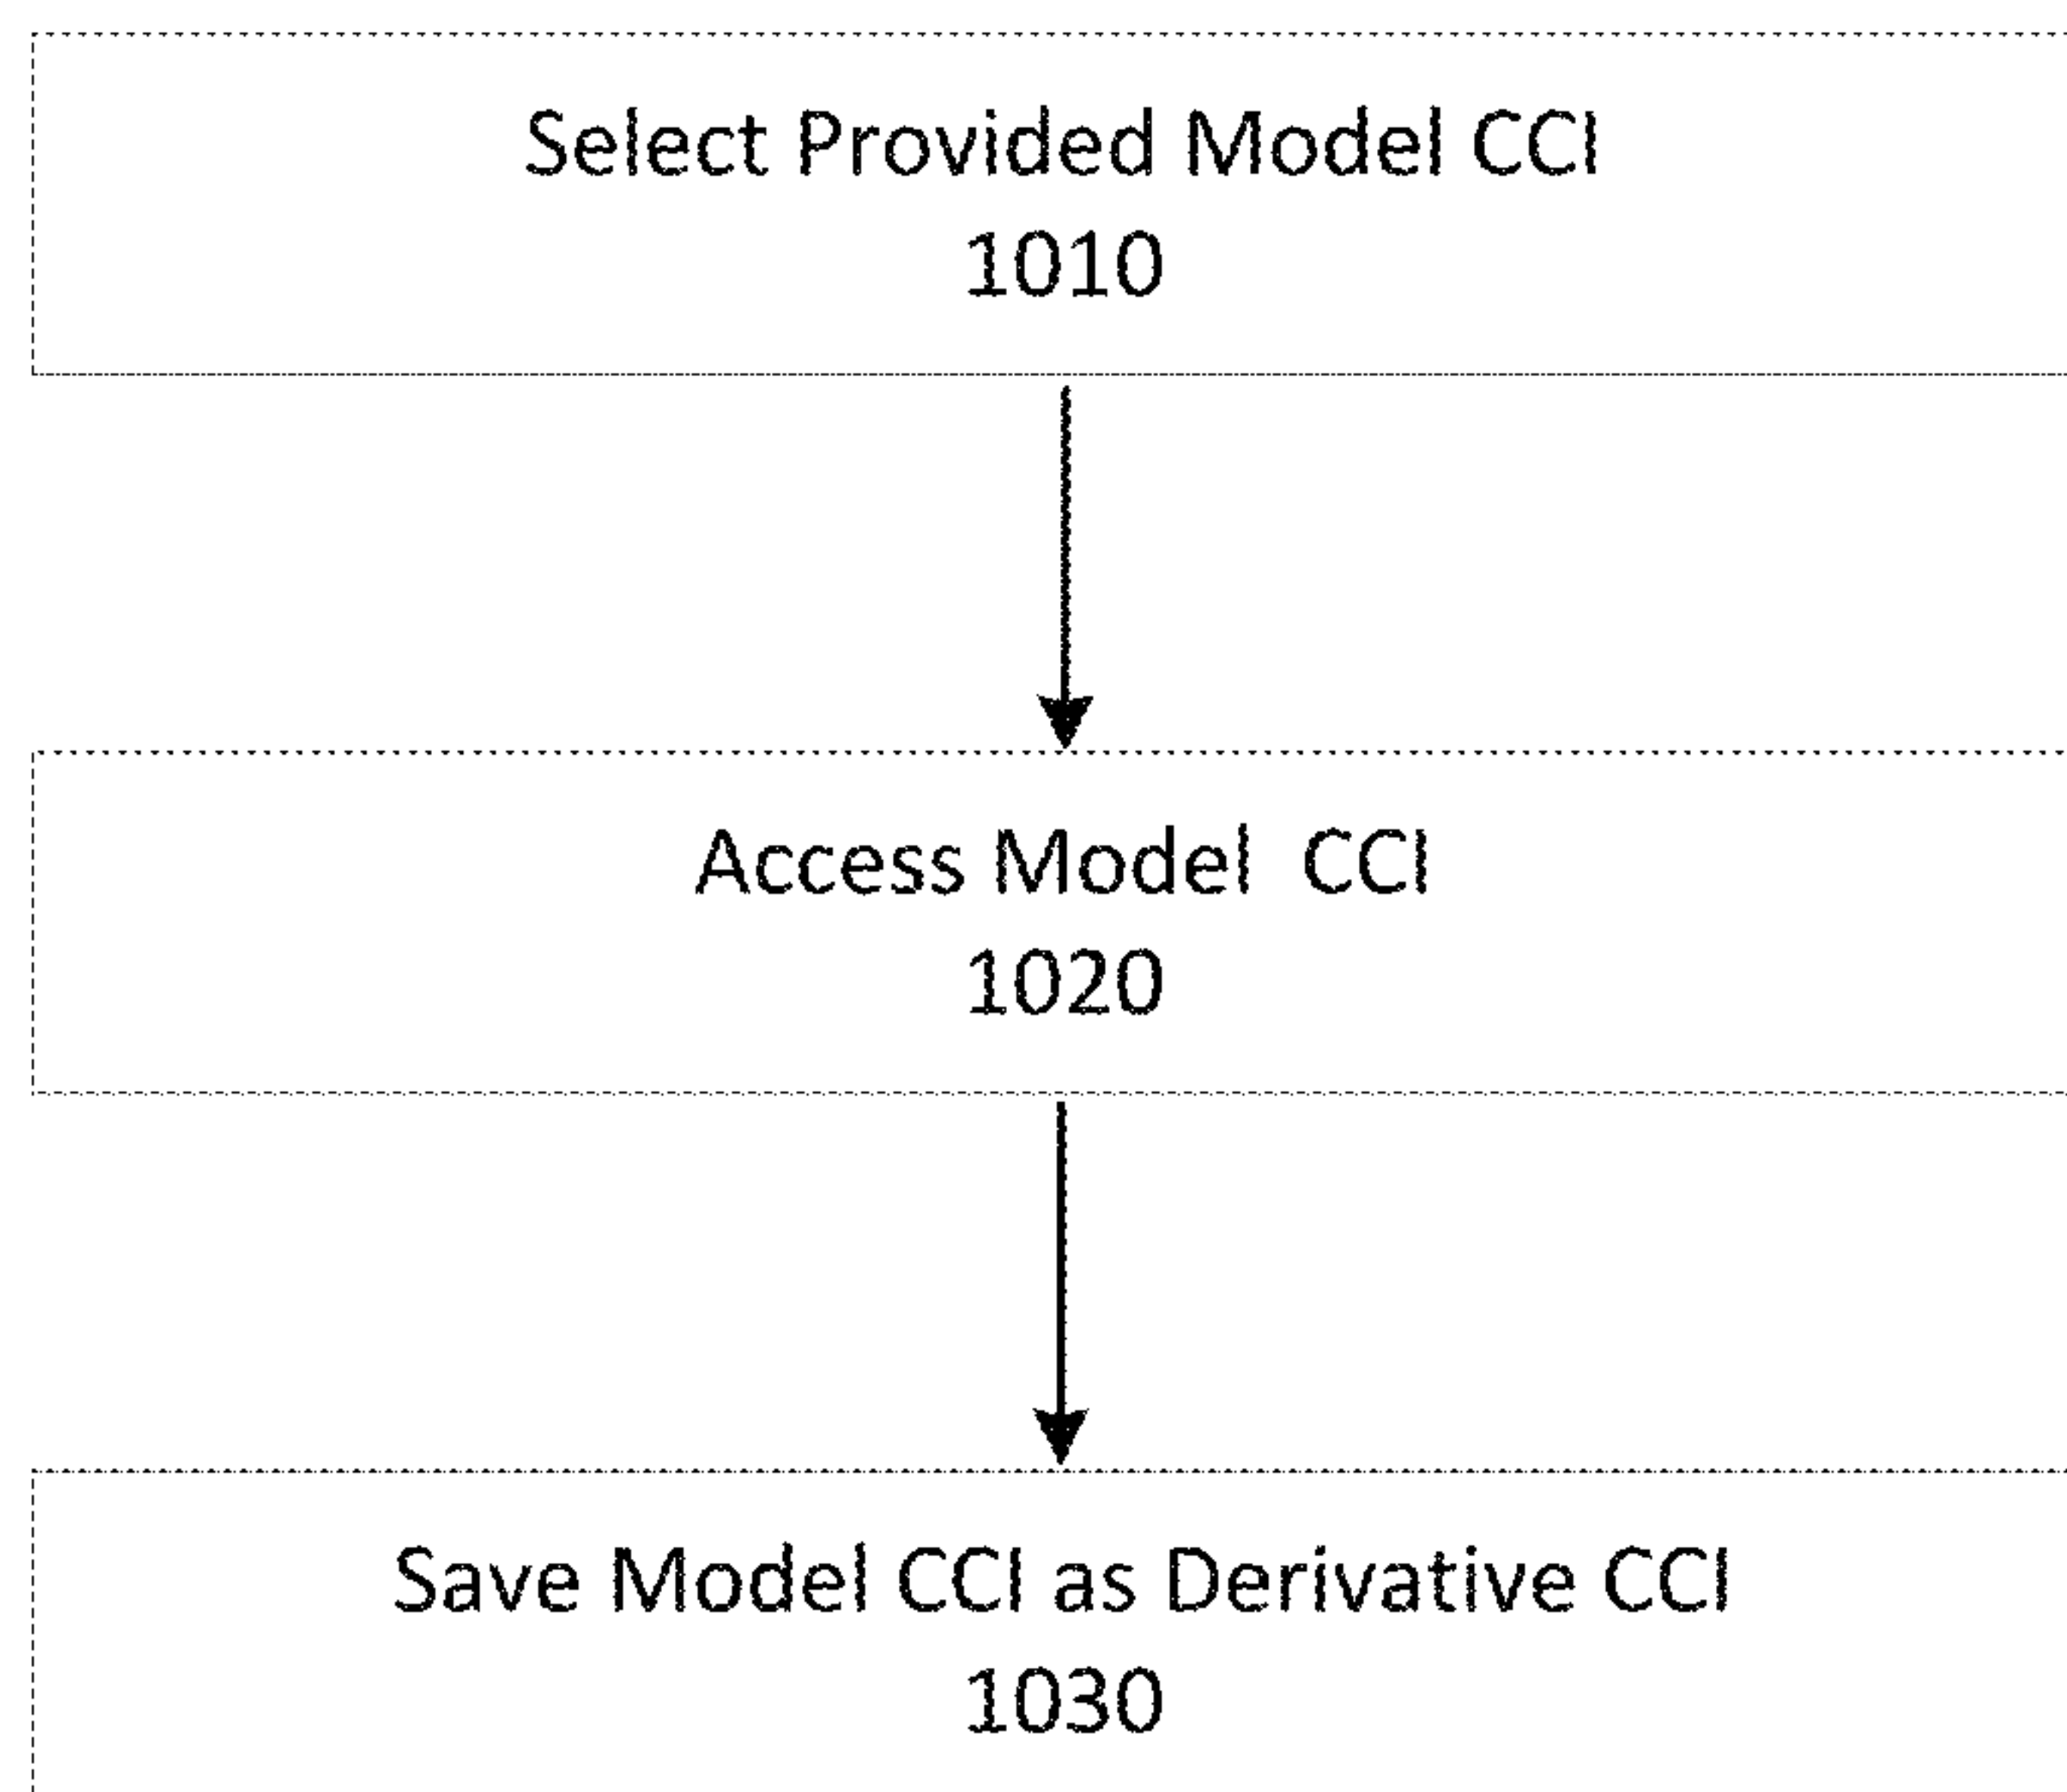 Select Provided Model CCI
1010
Access Model CCI
1020
Save Model CCI as Derivative CCI
1030